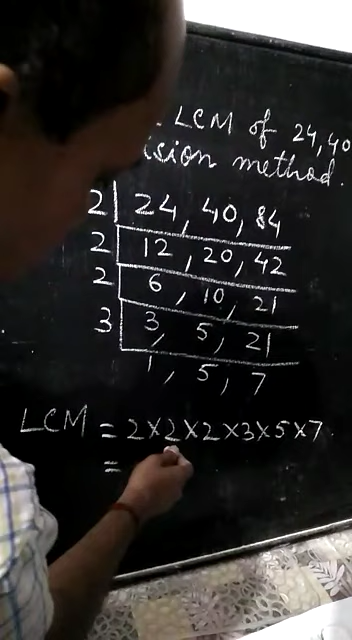 LCM of 24, 40
ision method.
2 | 24, 40, 84
2 | 12, 20, 42
2 | 6, 10, 21
3 | 3, 5, 21
1, 5, 7
LCM = 2×2×2×3×5×7
=